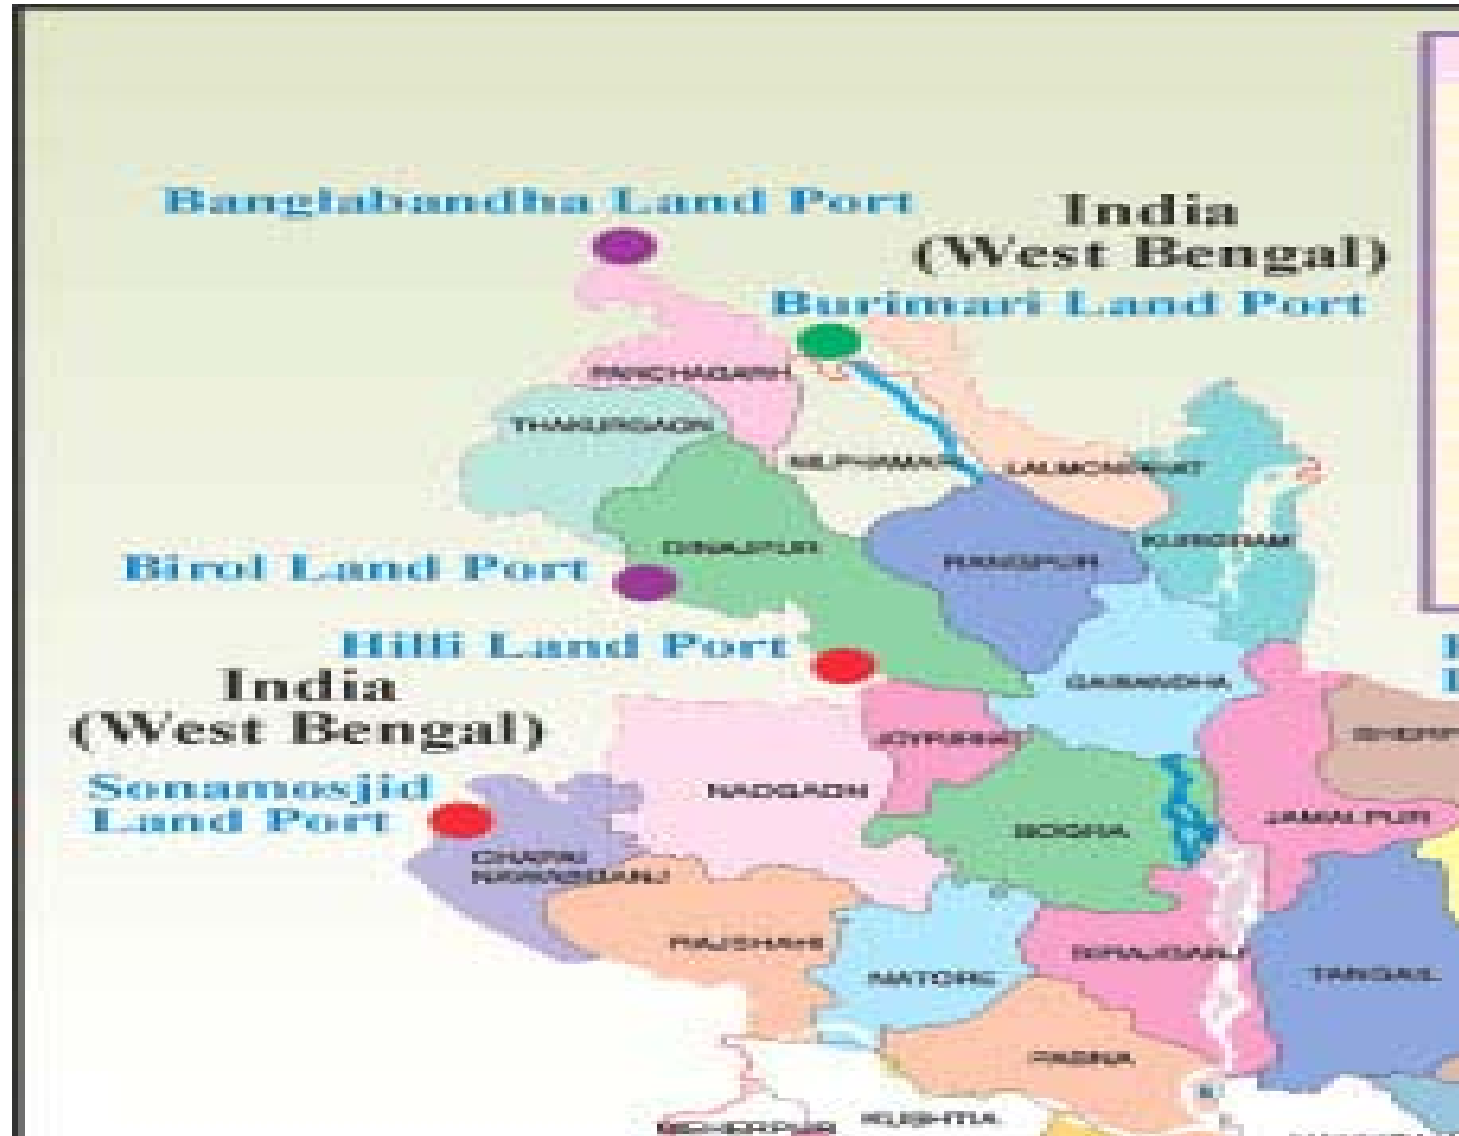 Banglabandha Land Port
India
(West Bengal)
Burimari Land Port
PANCHAGARH
THAKURGAON
NILPHAMARI
LALMONIRHAT
DINAJPUR
RANGPUR
KURIGRAM
Birol Land Port
Hilli Land Port
India
(West Bengal)
GAIBANDHA
JOYPURHAT
NAOGAON
Sonamosjid
Land Port
BOGRA
JAMALPUR
CHAPAI
NAWABGANJ
RAJSHAHI
NATORE
SIRAJGANJ
TANGAIL
PABNA
KUSHTIA
MEHERPUR